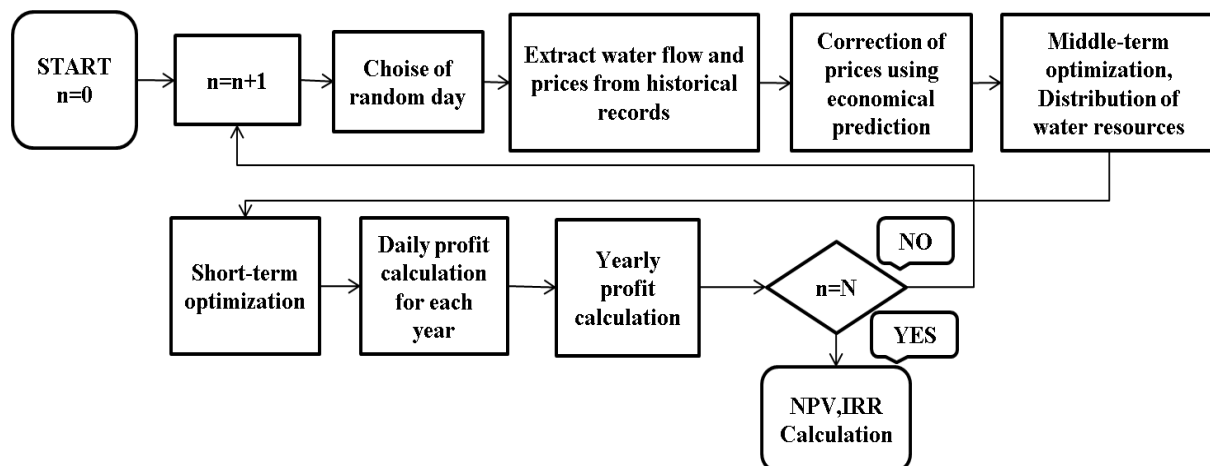 START
n=0
n=n+1
Choise of
random day
Extract water flow and
prices from historical
records
Correction of
prices using
economical
prediction
Middle-term
optimization,
Distribution of
water resources
Short-term
optimization
Daily profit
calculation
for each
year
Yearly
profit
calculation
n=N
NO
YES
NPV,IRR
Calculation